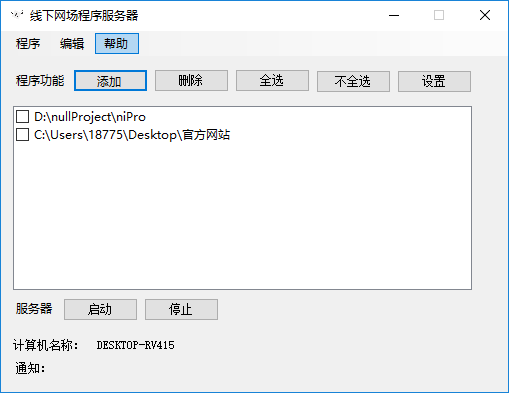 线下网场程序服务器
程序 编辑 帮助
程序功能 添加 删除 全选 不全选 设置
D:\nullProject\niPro
C:\Users\18775\Desktop\官方网站
服务器 启动 停止
计算机名称: DESKTOP-RV415
通知: